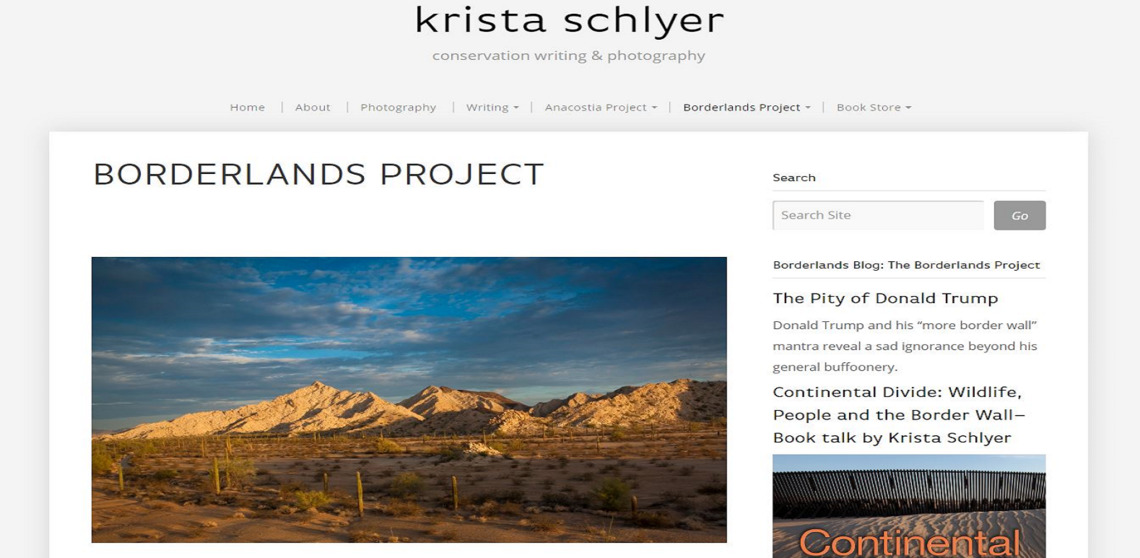 krista schlyer
conservation writing & photography
Home | About | Photography | Writing | Anacostia Project | Borderlands Project | Book Store
BORDERLANDS PROJECT
Search
Search Site
Go
Borderlands Blog: The Borderlands Project
The Pity of Donald Trump
Donald Trump and his “more border wall”
mantra reveal a sad ignorance beyond his
general buffoonery.
Continental Divide: Wildlife,
People and the Border Wall–
Book talk by Krista Schlyer
Continental